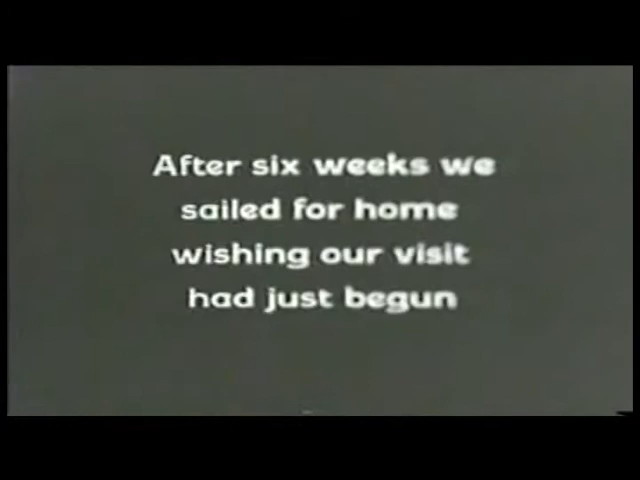 After six weeks we
sailed for home
wishing our visit
had just begun